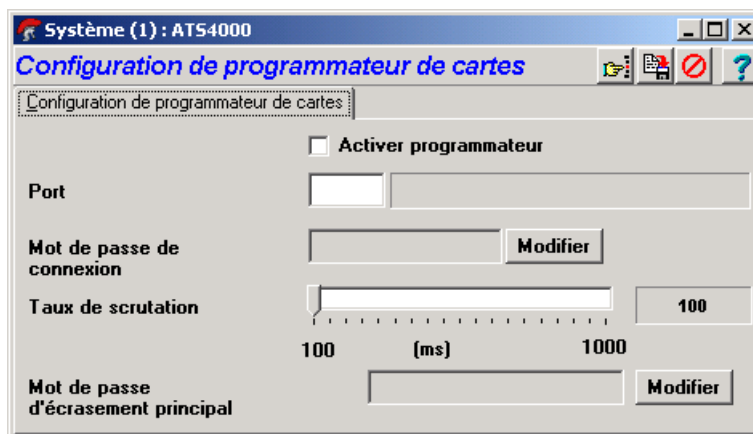 Système (1) : ATS4000
Configuration de programmateur de cartes
?
Configuration de programmateur de cartes
Activer programmateur
Port
Mot de passe de
connexion
Modifier
Taux de scrutation
100
100 (ms) 1000
Mot de passe
d'écrasement principal
Modifier